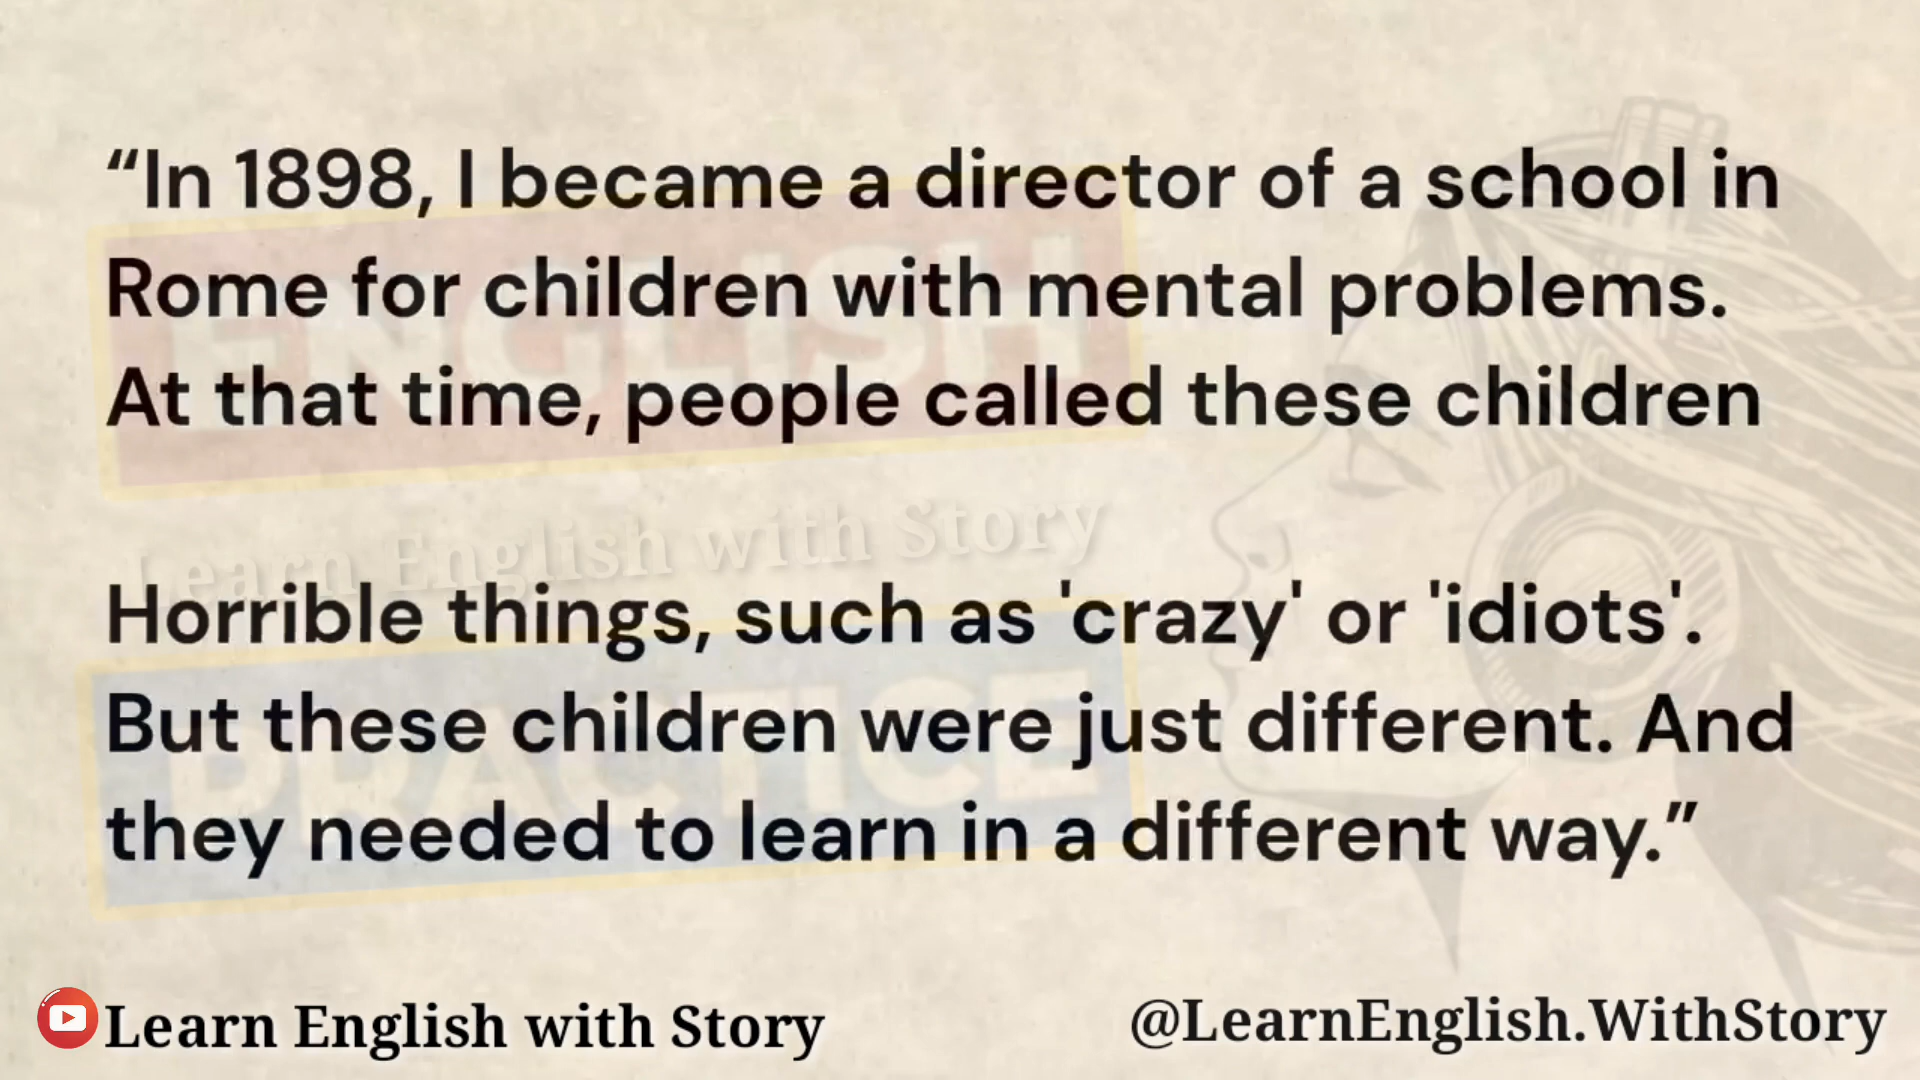 “In 1898, I became a director of a school in
Rome for children with mental problems.
At that time, people called these children
ENGLISH
Learn English with Story
Horrible things, such as 'crazy' or 'idiots'.
But these children were just different. And
they needed to learn in a different way.”
PRACTICE
Learn English with Story
@LearnEnglish.WithStory